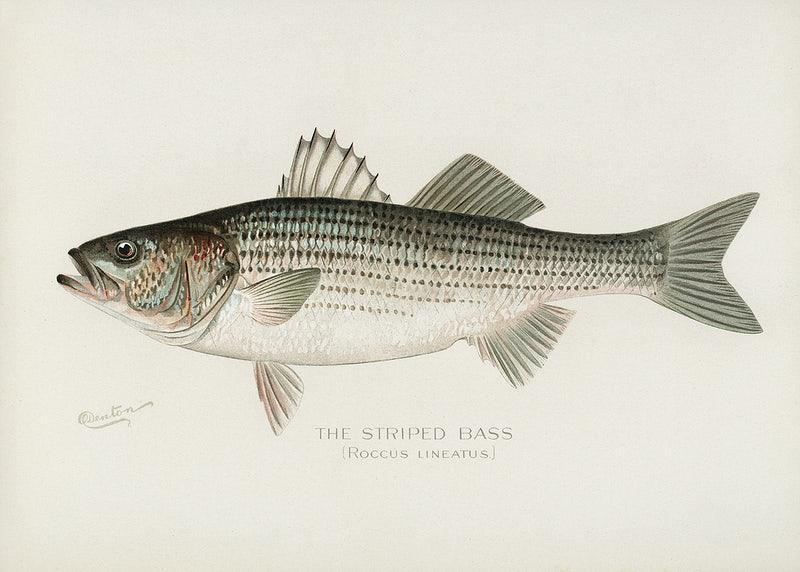 Denton
THE STRIPED BASS
(ROCCUS LINEATUS.)